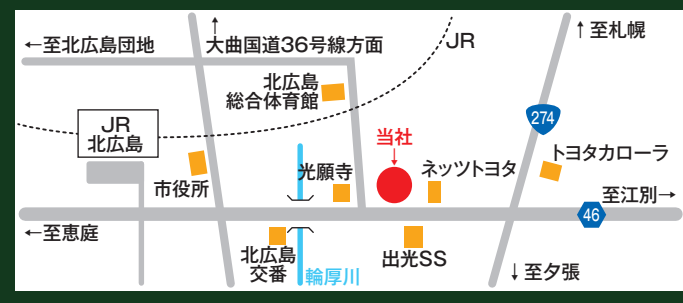 ←至北広島団地
↑
大曲国道36号線方面
JR
↑至札幌
北広島
総合体育館
JR
北広島
274
当社
↓
トヨタカローラ
市役所
光願寺
ネッツトヨタ
至江別→
46
←至恵庭
北広島
交番
輪厚川
出光SS
↓至夕張